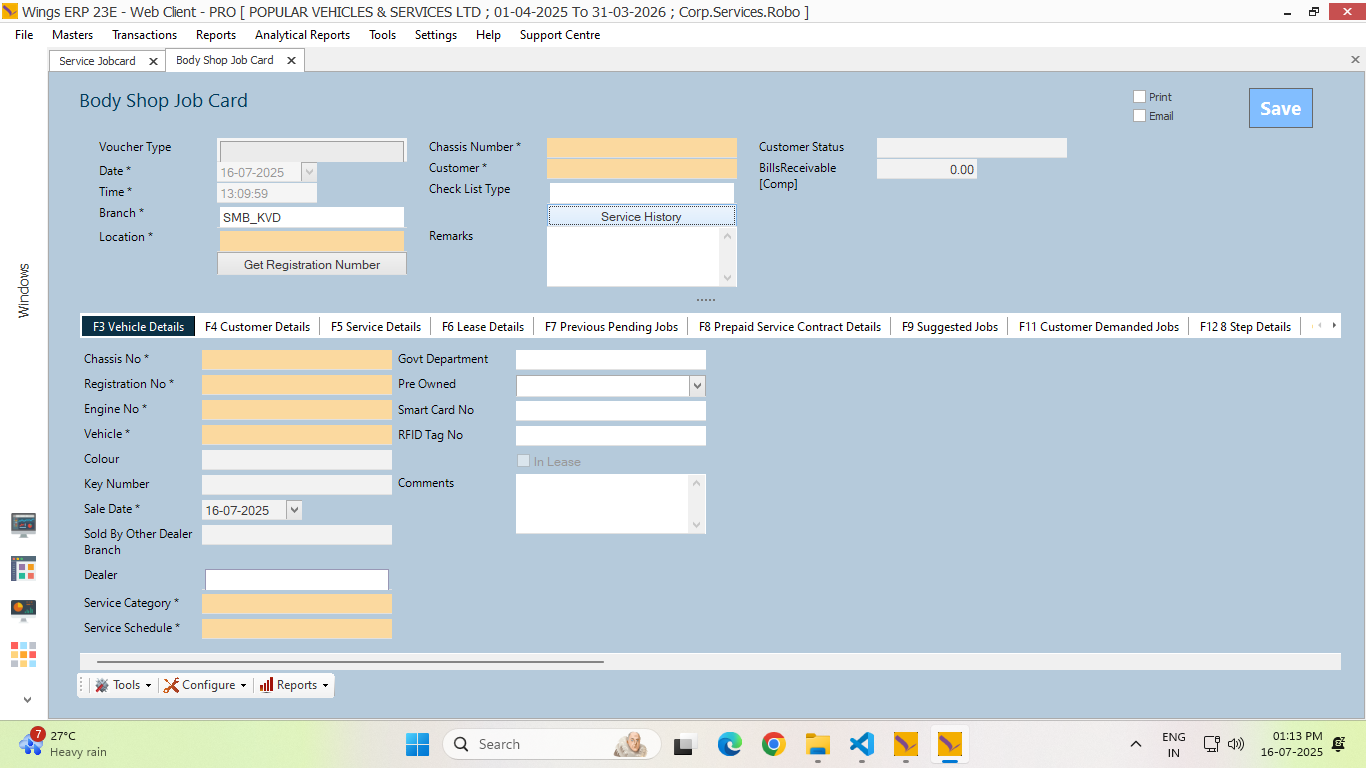 Wings ERP 23E - Web Client - PRO [ POPULAR VEHICLES & SERVICES LTD ; 01-04-2025 To 31-03-2026 ; Corp.Services.Robo ]
File Masters Transactions Reports Analytical Reports Tools Settings Help Support Centre
Service Jobcard Body Shop Job Card
Body Shop Job Card
Print
Email
Save
Voucher Type
Date *
16-07-2025
Time *
13:09:59
Branch *
SMB_KVD
Location *
Get Registration Number
Chassis Number *
Customer *
Check List Type
Service History
Remarks
Customer Status
BillsReceivable
[Comp]
0.00
Windows
F3 Vehicle Details F4 Customer Details F5 Service Details F6 Lease Details F7 Previous Pending Jobs F8 Prepaid Service Contract Details F9 Suggested Jobs F11 Customer Demanded Jobs F12 8 Step Details
Chassis No *
Registration No *
Engine No *
Vehicle *
Colour
Key Number
Sale Date *
16-07-2025
Sold By Other Dealer
Branch
Dealer
Service Category *
Service Schedule *
Govt Department
Pre Owned
Smart Card No
RFID Tag No
In Lease
Comments
Tools Configure Reports
7
27°C
Heavy rain
Search
ENG
IN
01:13 PM
16-07-2025